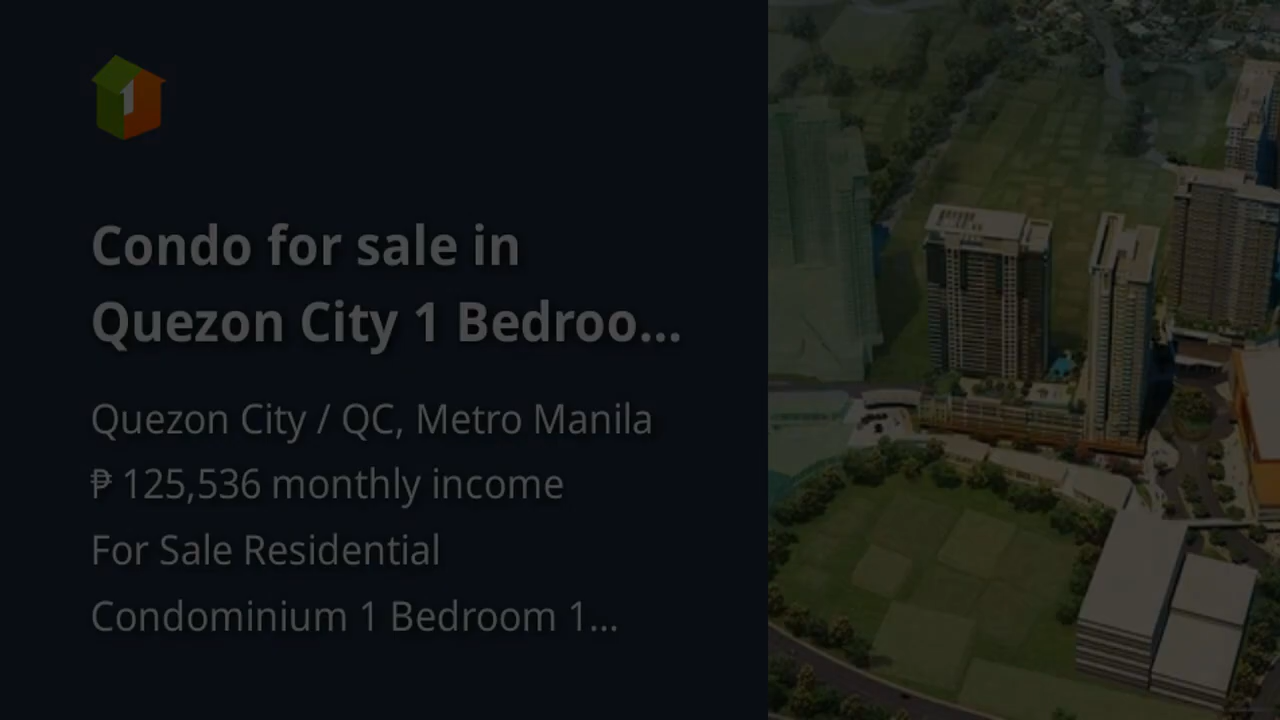 Condo for sale in
Quezon City 1 Bedroo...
Quezon City / QC, Metro Manila
₱ 125,536 monthly income
For Sale Residential
Condominium 1 Bedroom 1...